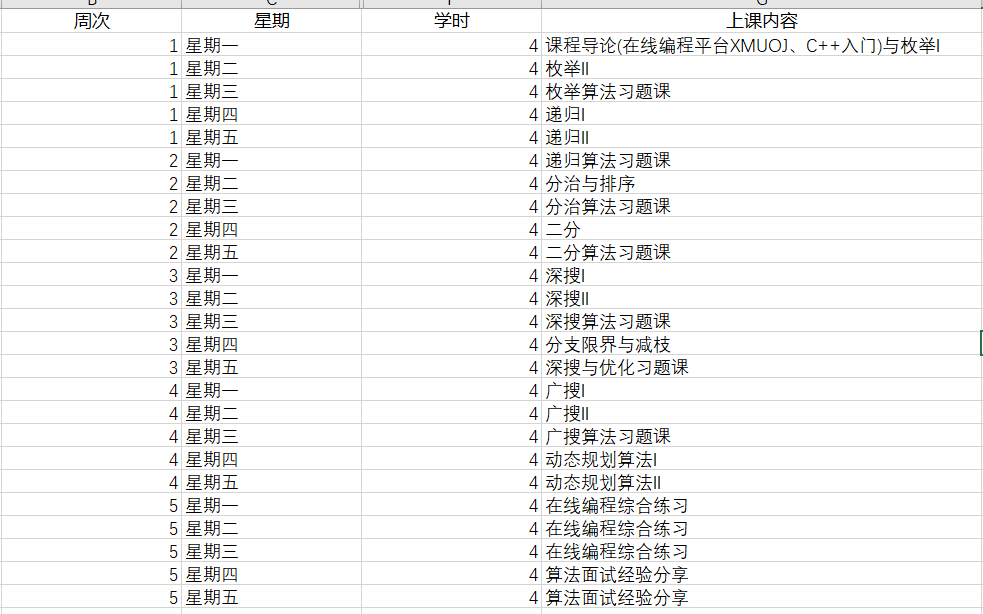 周次 星期 学时 上课内容
1 星期一 4 课程导论(在线编程平台XMUOJ、C++入门)与枚举I
1 星期二 4 枚举II
1 星期三 4 枚举算法习题课
1 星期四 4 递归I
1 星期五 4 递归II
2 星期一 4 递归算法习题课
2 星期二 4 分治与排序
2 星期三 4 分治算法习题课
2 星期四 4 二分
2 星期五 4 二分算法习题课
3 星期一 4 深搜I
3 星期二 4 深搜II
3 星期三 4 深搜算法习题课
3 星期四 4 分支限界与减枝
3 星期五 4 深搜与优化习题课
4 星期一 4 广搜I
4 星期二 4 广搜II
4 星期三 4 广搜算法习题课
4 星期四 4 动态规划算法I
4 星期五 4 动态规划算法II
5 星期一 4 在线编程综合练习
5 星期二 4 在线编程综合练习
5 星期三 4 在线编程综合练习
5 星期四 4 算法面试经验分享
5 星期五 4 算法面试经验分享